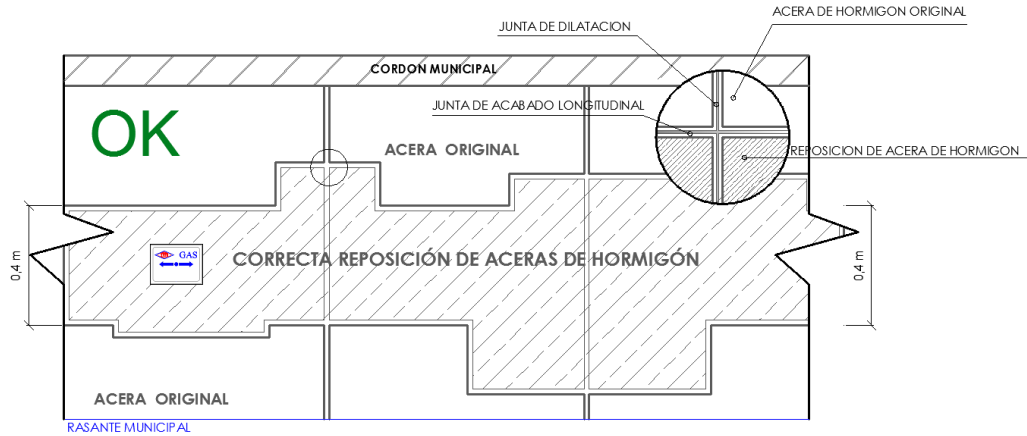 ACERA DE HORMIGON ORIGINAL
JUNTA DE DILATACION
CORDON MUNICIPAL
JUNTA DE ACABADO LONGITUDINAL
OK
ACERA ORIGINAL
REPOSICION DE ACERA DE HORMIGON
GAS
CORRECTA REPOSICIÓN DE ACERAS DE HORMIGÓN
0,4 m
0,4 m
ACERA ORIGINAL
RASANTE MUNICIPAL